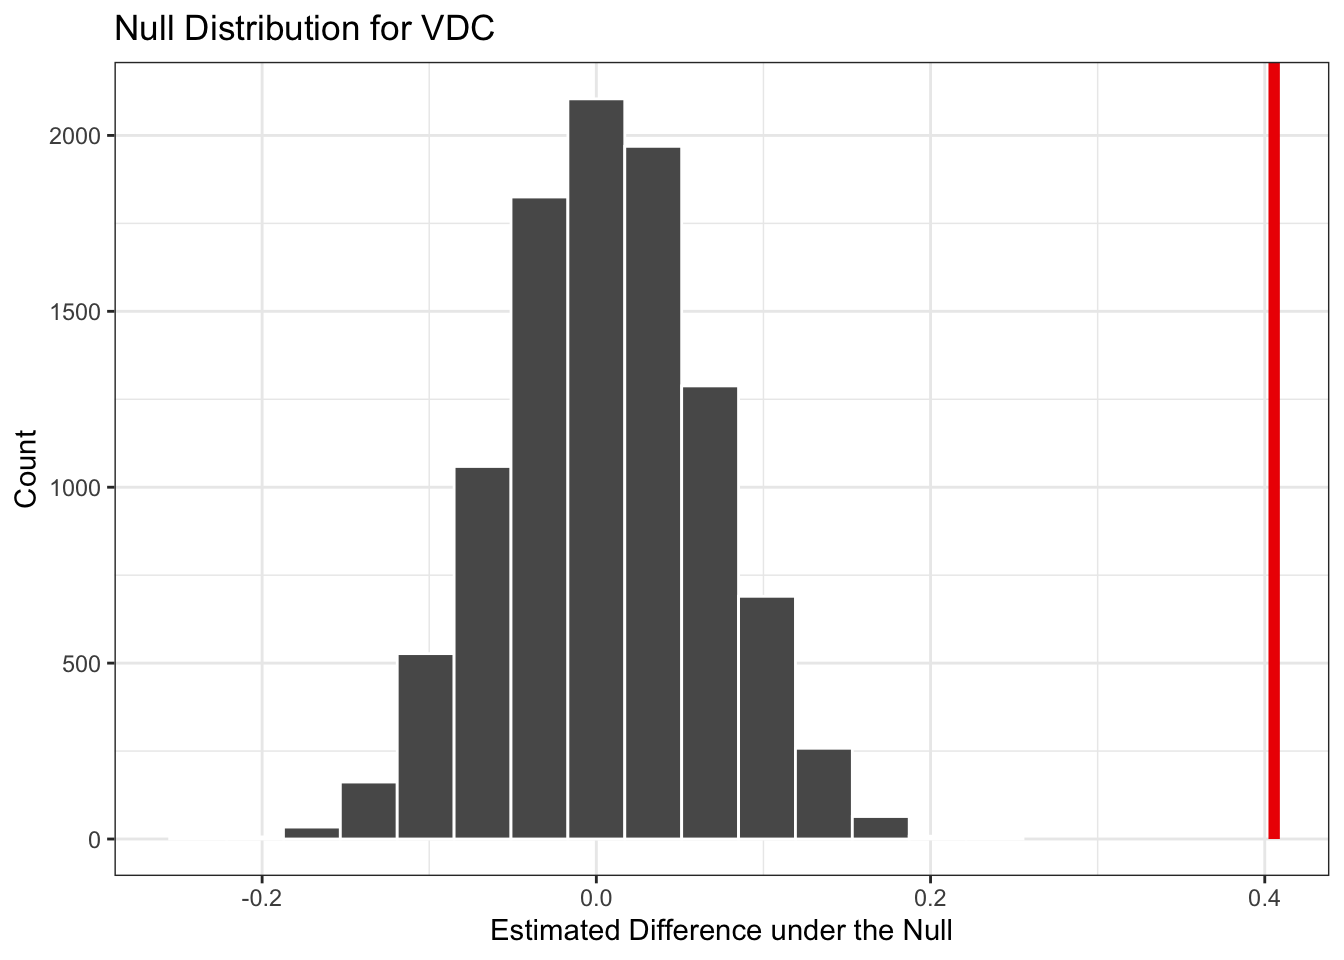 Null Distribution for VDC
2000
1500
1000
500
0
Count
-0.2 0.0 0.2 0.4
Estimated Difference under the Null